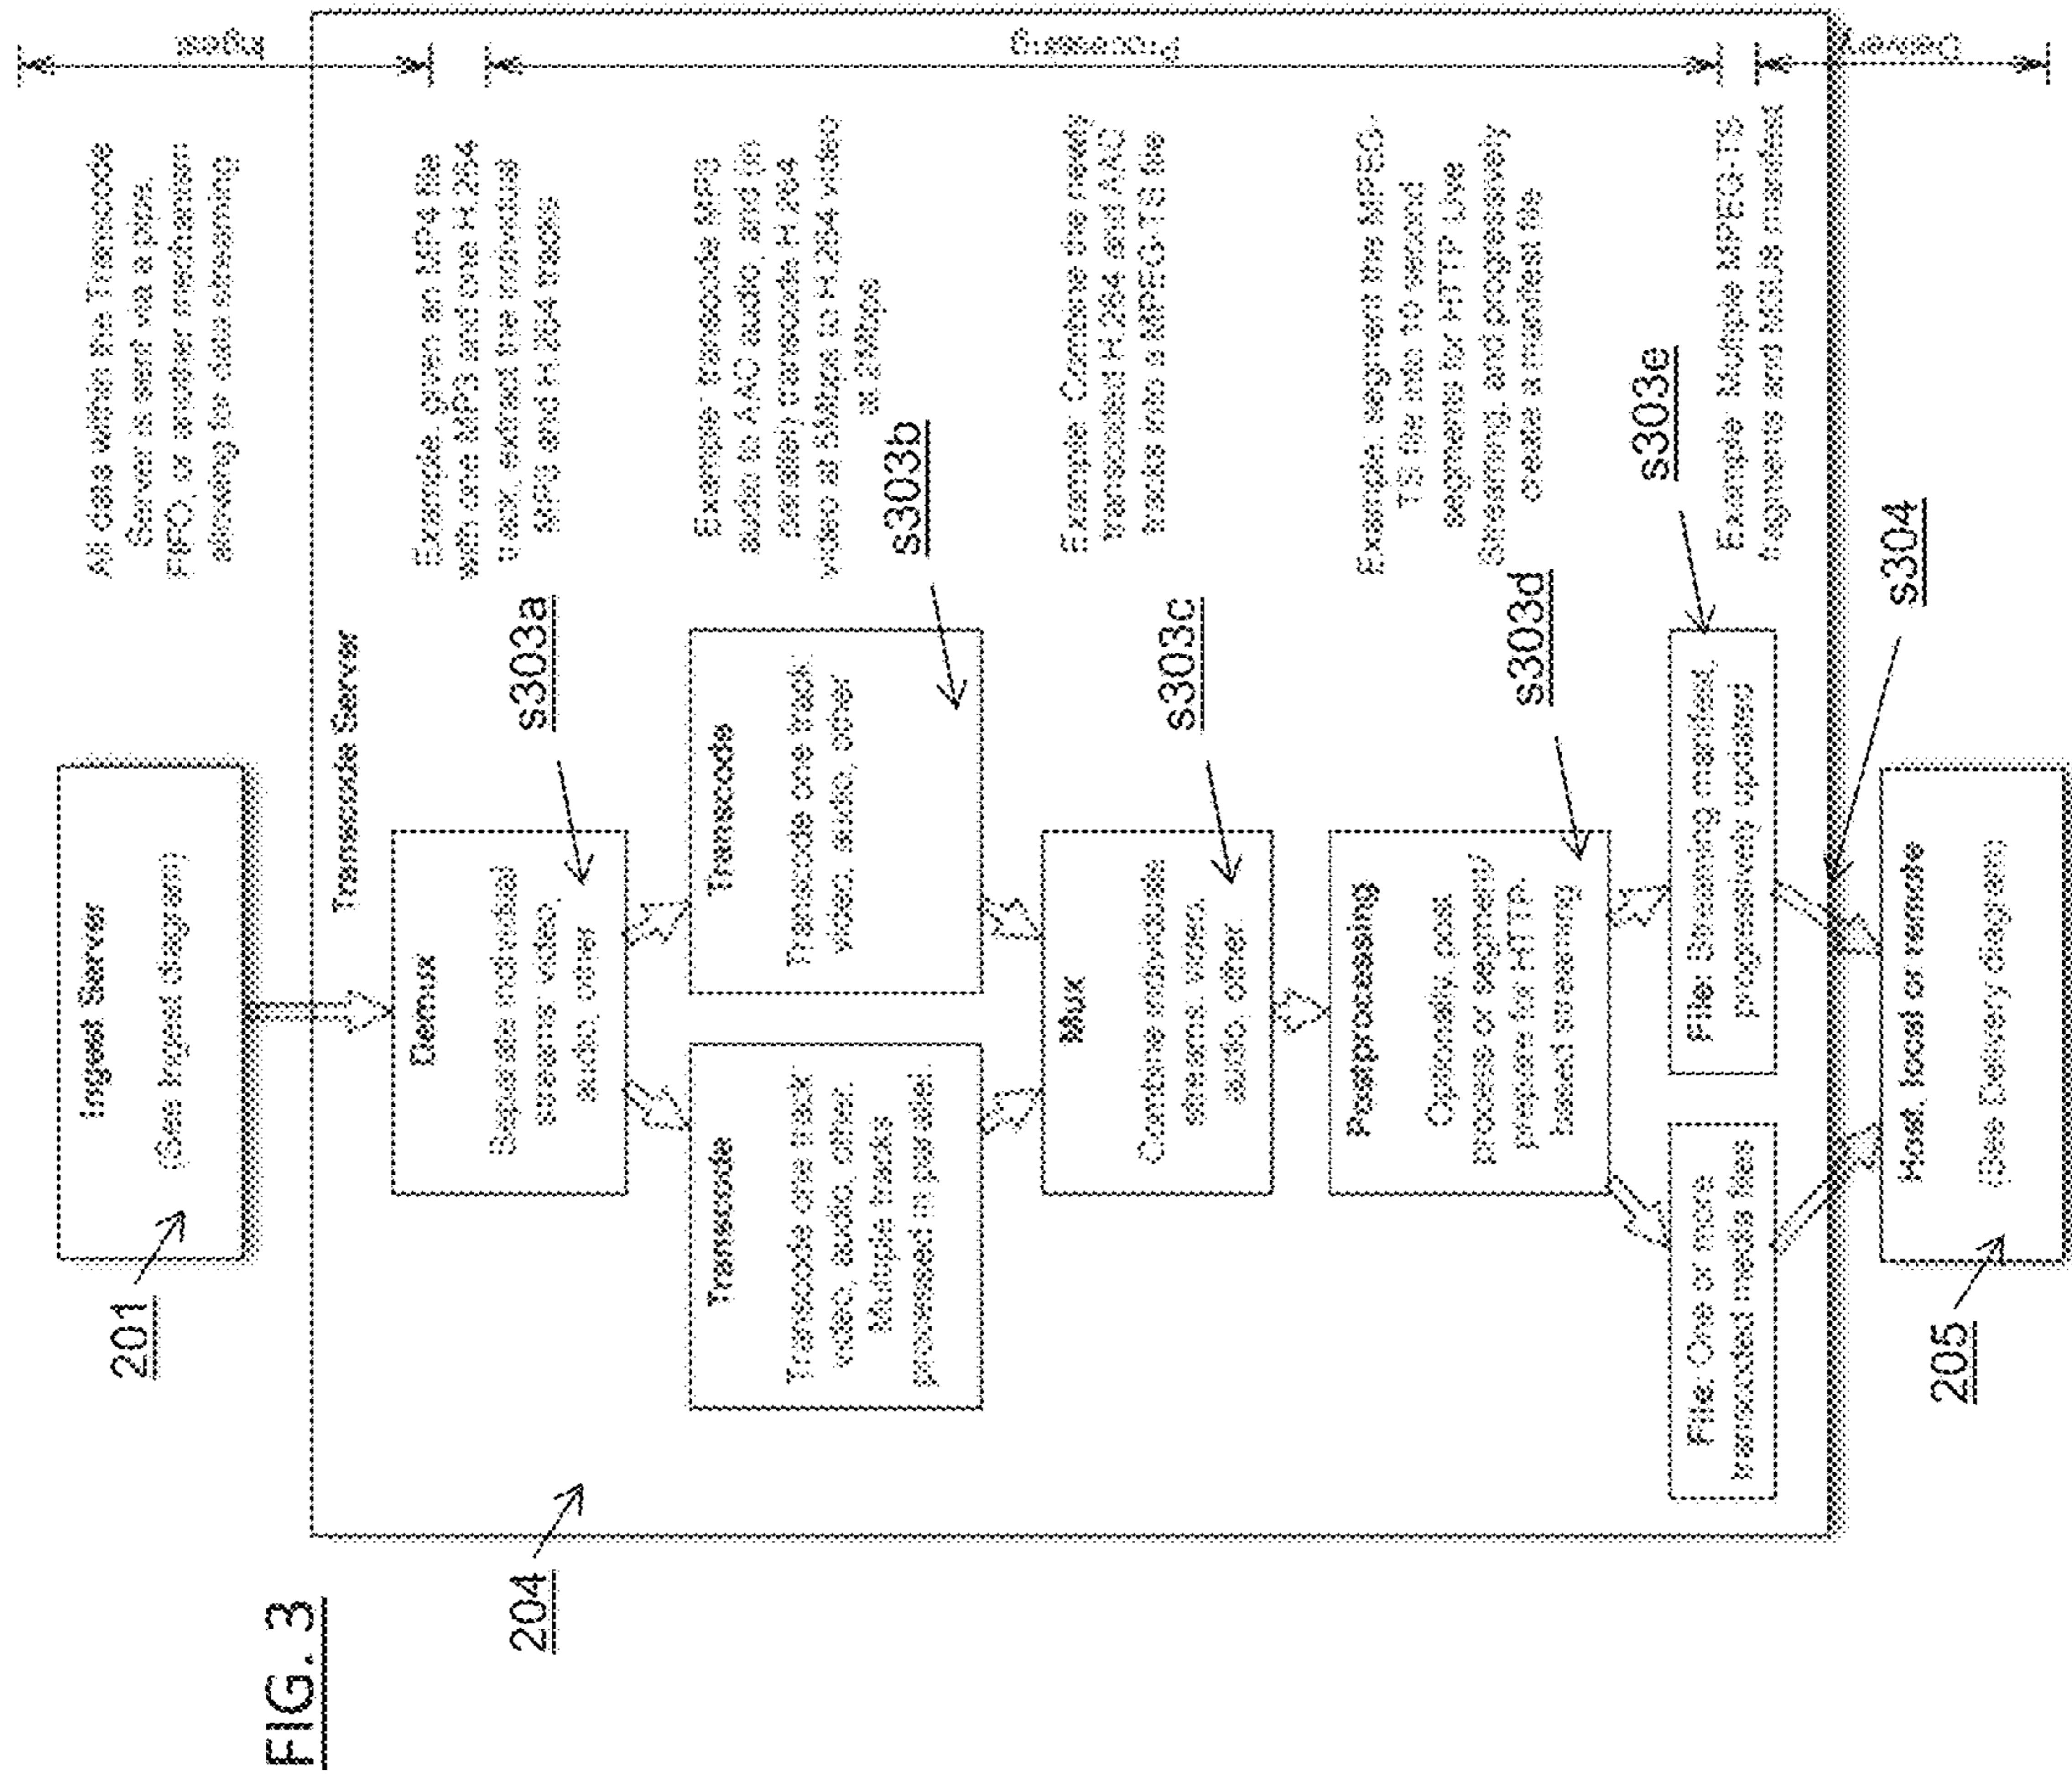 FIG. 3
Ingest
Processing
Delivery
201
Ingest Server
(See Ingest diagram)
All data within the Transcode
Server is sent via a pipe,
FIFO, or another mechanism
allowing for data streaming
204
Transcode Server
Demux
Separate individual
streams: video,
audio, other
s303a
Example, given an MP4 file
with one MP3 and one H.264
track, extract the individual
MP3 and H.264 tracks
Transcode
Transcode one track:
video, audio, other.
Multiple tracks
processed in parallel.
Transcode
Transcode one track:
video, audio, other
s303b
Example: transcode MP3
audio to AAC audio, and (in
parallel) transcode H.264
video at 5Mbps to H.264 video
at 2Mbps
Mux
Combine individuals
streams: video,
audio, other.
s303c
Example: Combine the newly
transcoded H.264 and AAC
tracks into a MPEG-TS file
Postprocessing
Optionally, post
process or segment/
prepare for HTTP-
based streaming
s303d
Example: segment the MPEG-
TS file into 10 second
segments for HTTP Live
Streaming, and progressively
create a manifest file
File: One or more
transcoded media files
File: Streaming manifest,
progressively updated
s303e
Example: Multiple MPEG-TS
fragments and M3U8 manifest
s304
205
Host, local or remote
(See Delivery diagram)